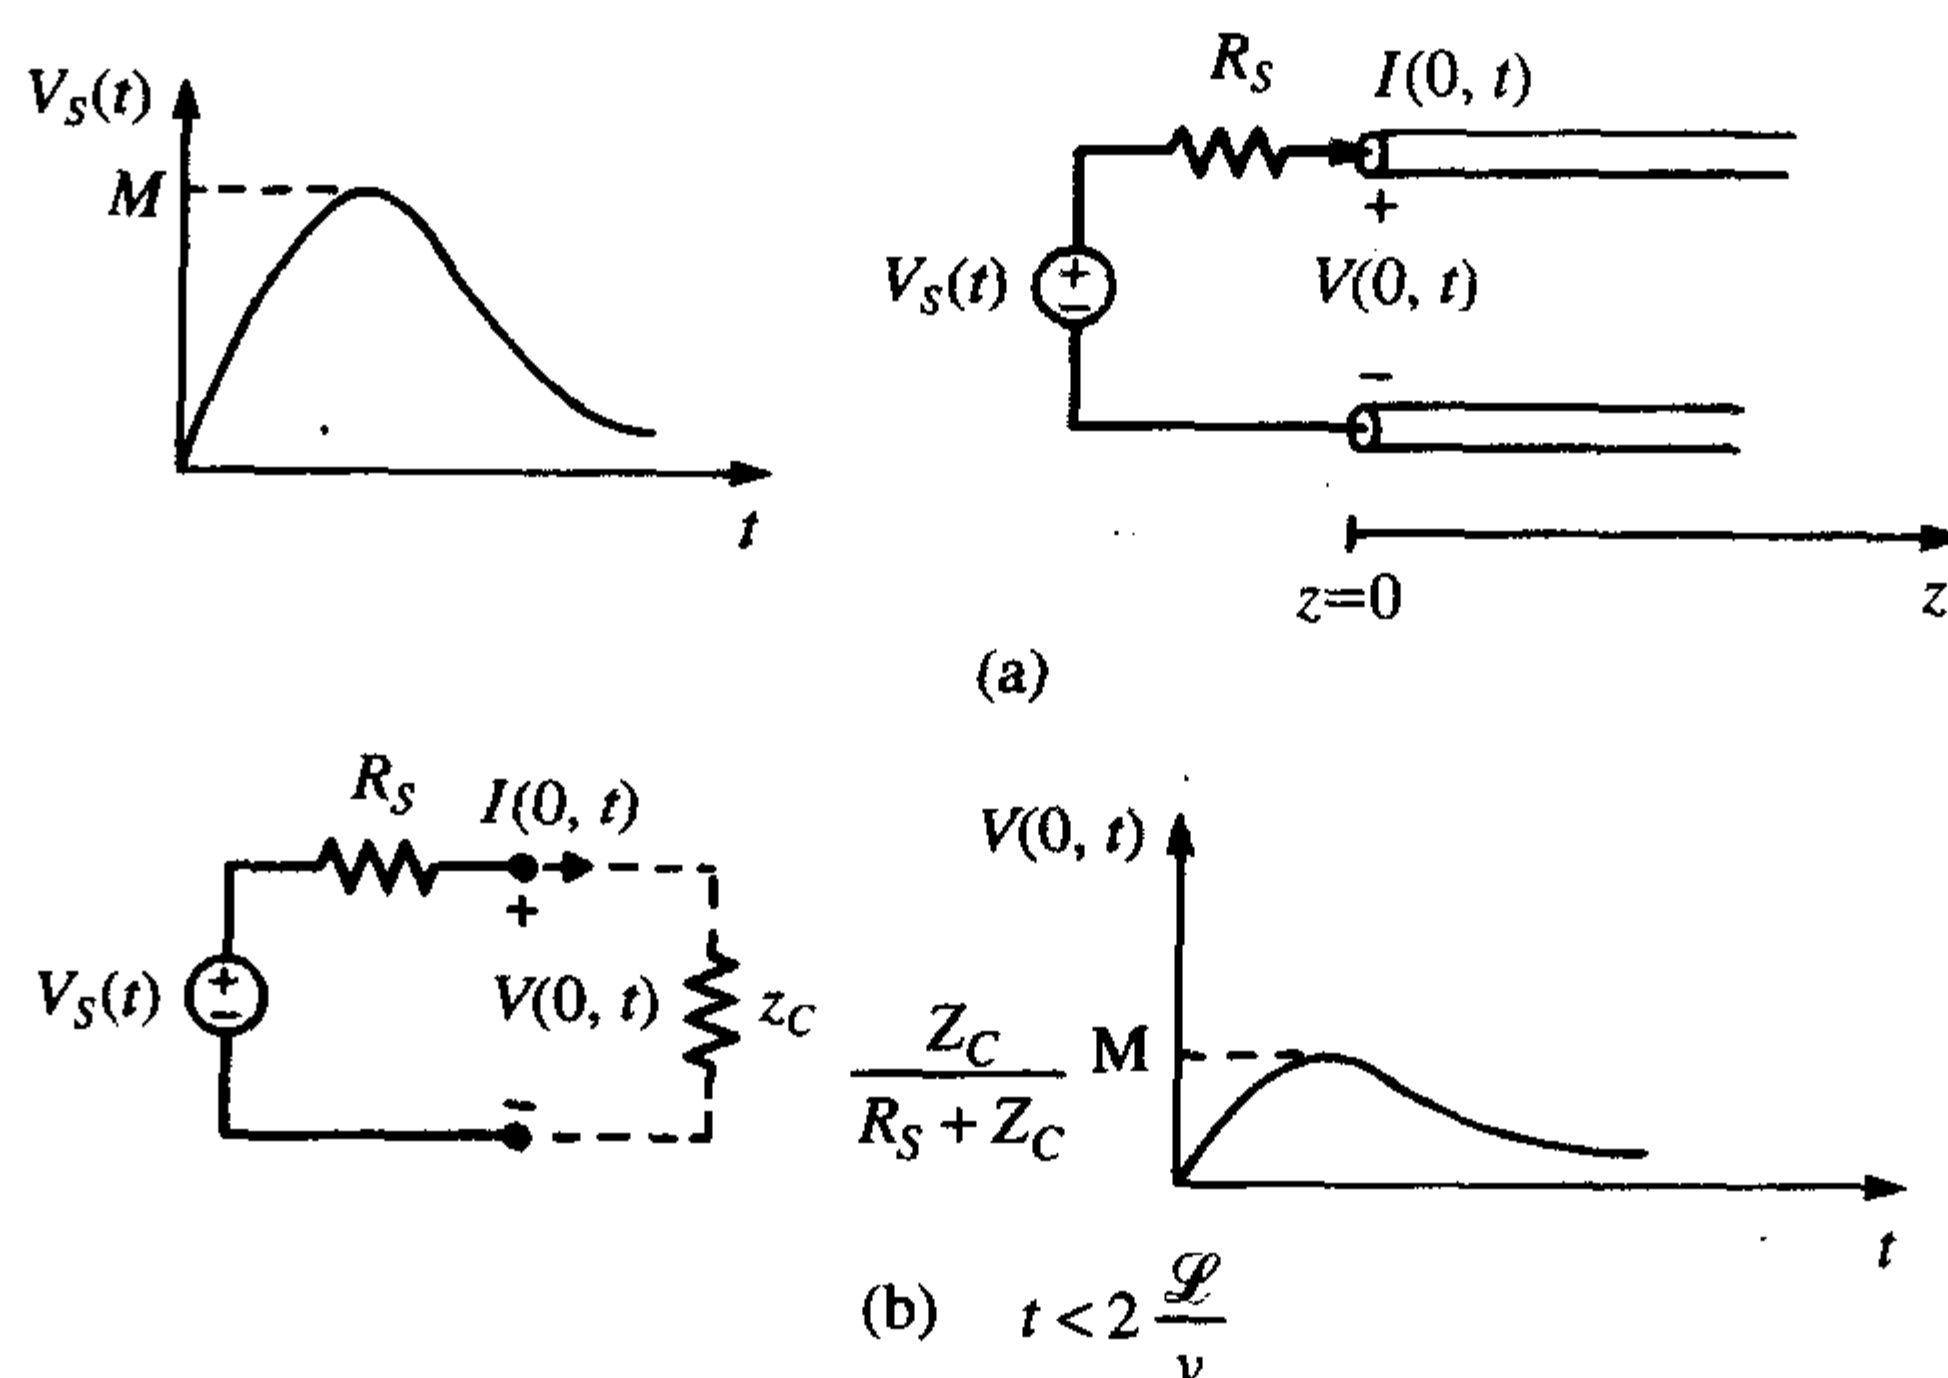 V_S(t)
M
t
R_S
I(0, t)
+
V_S(t)
+
−
V(0, t)
−
z=0
z
(a)
R_S
I(0, t)
+
V_S(t)
+
−
V(0, t)
z_C
−
Z_C
R_S + Z_C
M
V(0, t)
t
(b) t < 2 ℒ
v